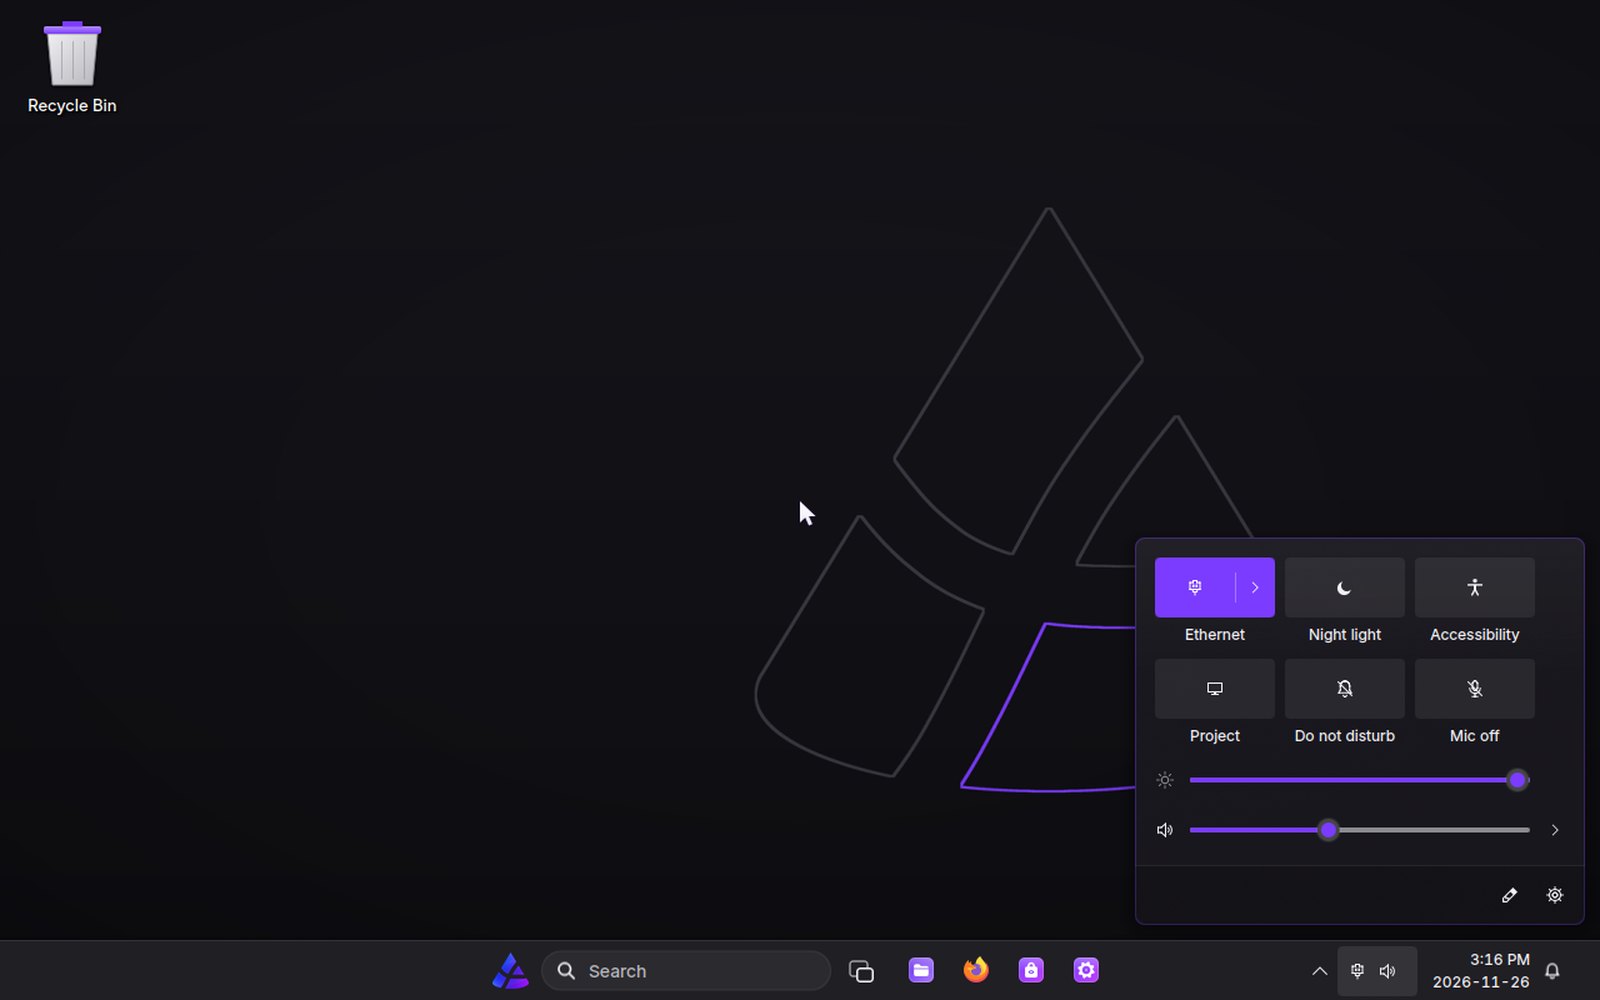 Recycle Bin
Ethernet
Night light
Accessibility
Project
Do not disturb
Mic off
Search
3:16 PM
2026-11-26